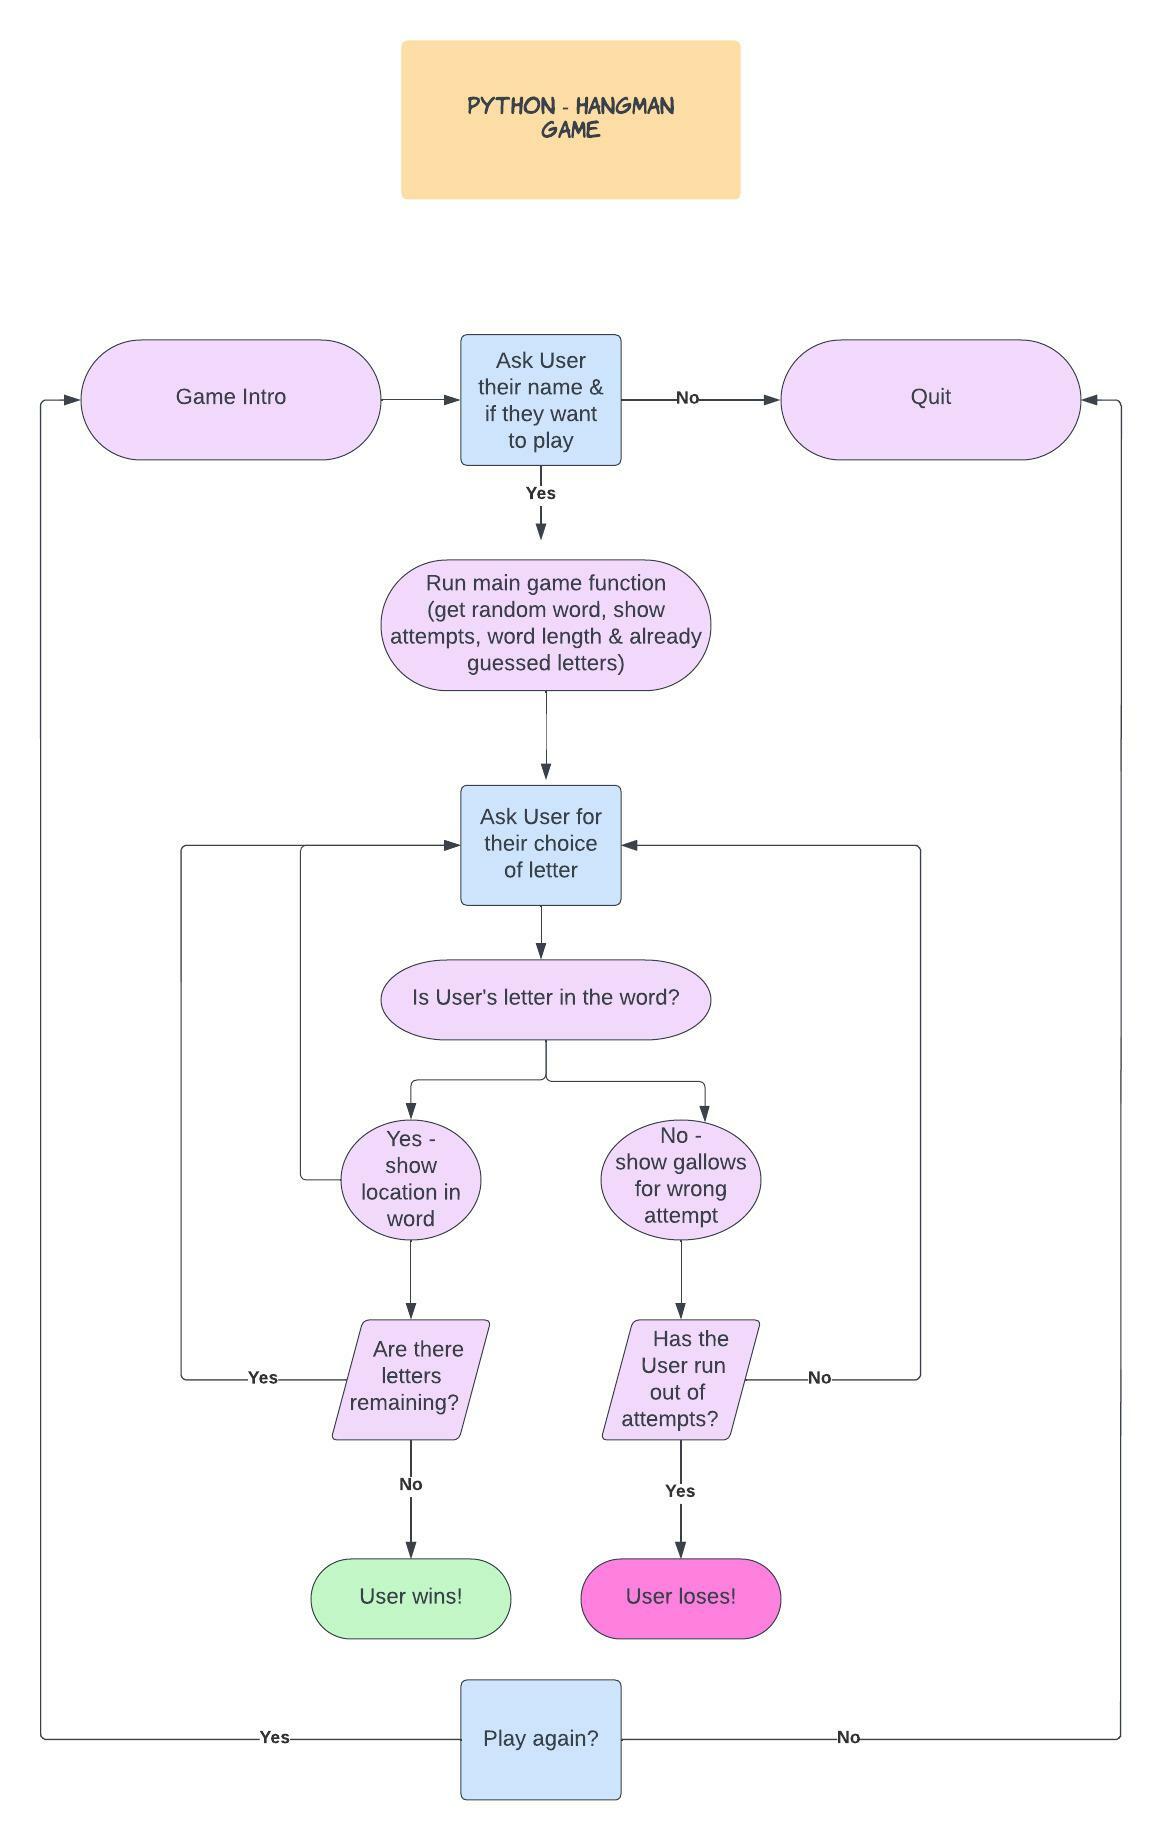 PYTHON - HANGMAN
GAME
Game Intro
Ask User
their name &
if they want
to play
No
Quit
Yes
Run main game function
(get random word, show
attempts, word length & already
guessed letters)
Ask User for
their choice
of letter
Is User's letter in the word?
Yes -
show
location in
word
No -
show gallows
for wrong
attempt
Are there
letters
remaining?
Yes
Has the
User run
out of
attempts?
No
No
Yes
User wins!
User loses!
Yes
Play again?
No